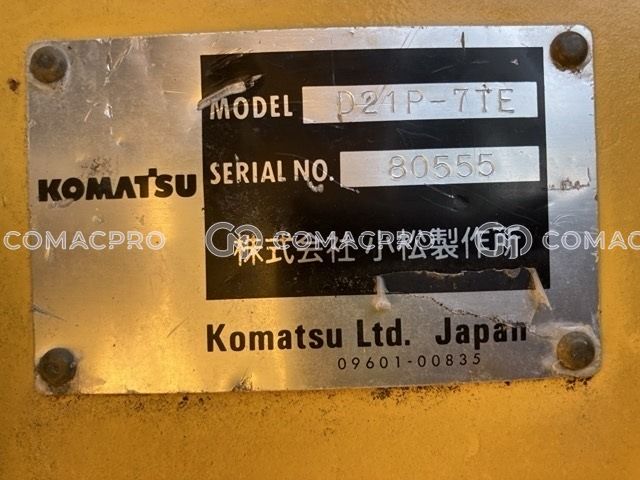 MODEL D21P-7TE
KOMATSU
SERIAL NO. 80555
株式会社 小松製作所
COMACPRO COMACPRO COMACPRO
Komatsu Ltd. Japan
09601-00835